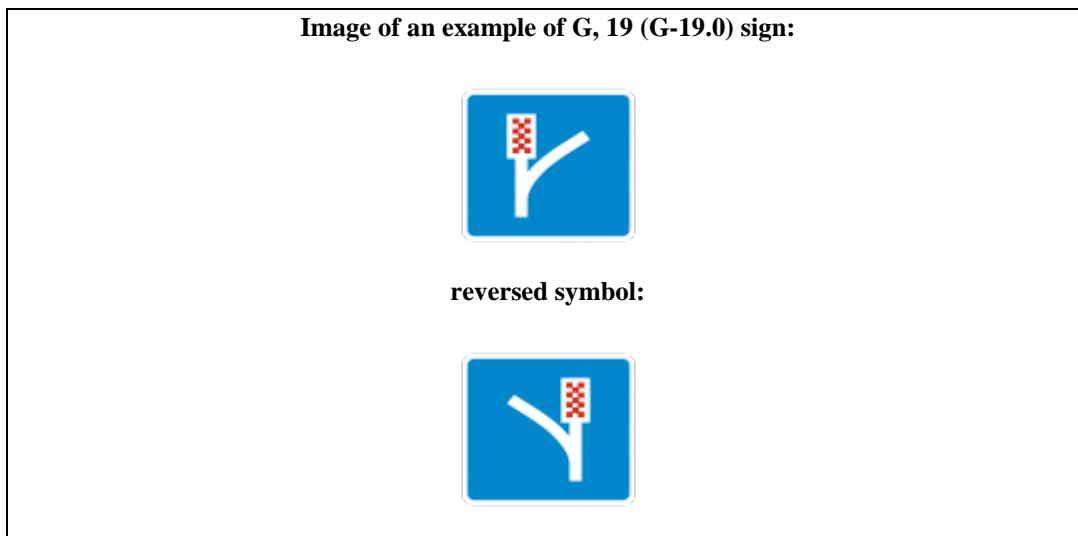 Image of an example of G, 19 (G-19.0) sign:
reversed symbol: